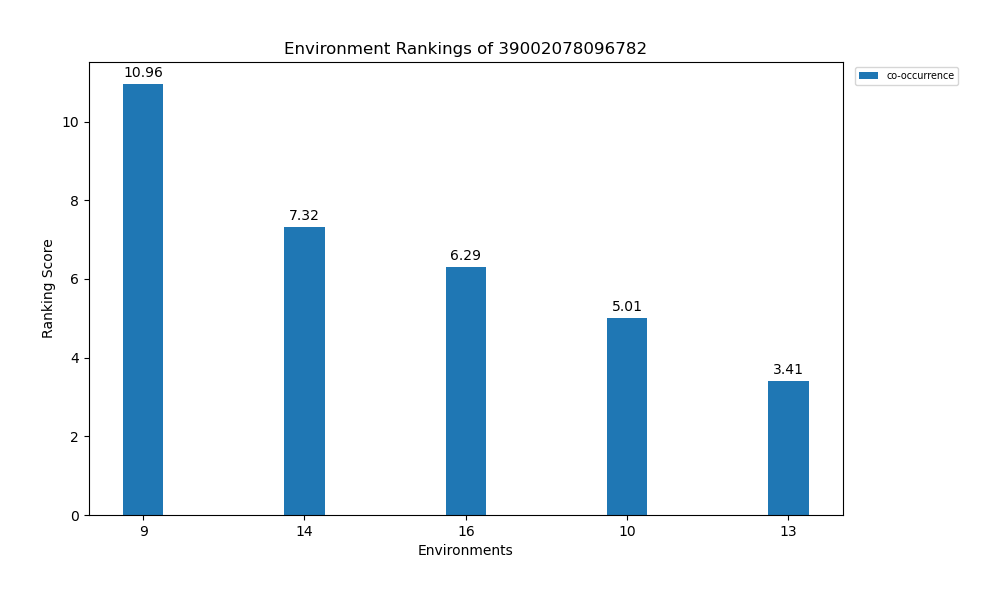 Environment Rankings of 39002078096782
co-occurrence
10.96
7.32
6.29
5.01
3.41
10
8
6
4
2
0
Ranking Score
9 14 16 10 13
Environments